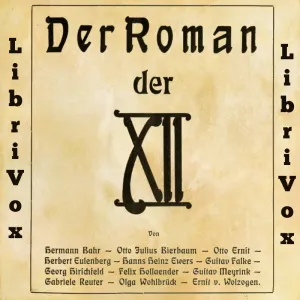 LibriVox
Der Roman
der
XII
Von
Hermann Bahr — Otto Julius Bierbaum — Otto Ernst —
Herbert Eulenberg — Hanns Heinz Ewers — Gustav Falke —
Georg Hirschfeld — Felix Hollaender — Gustav Meyrink —
Gabriele Reuter — Olga Wohlbrück — Ernst v. Wolzogen.
LibriVox